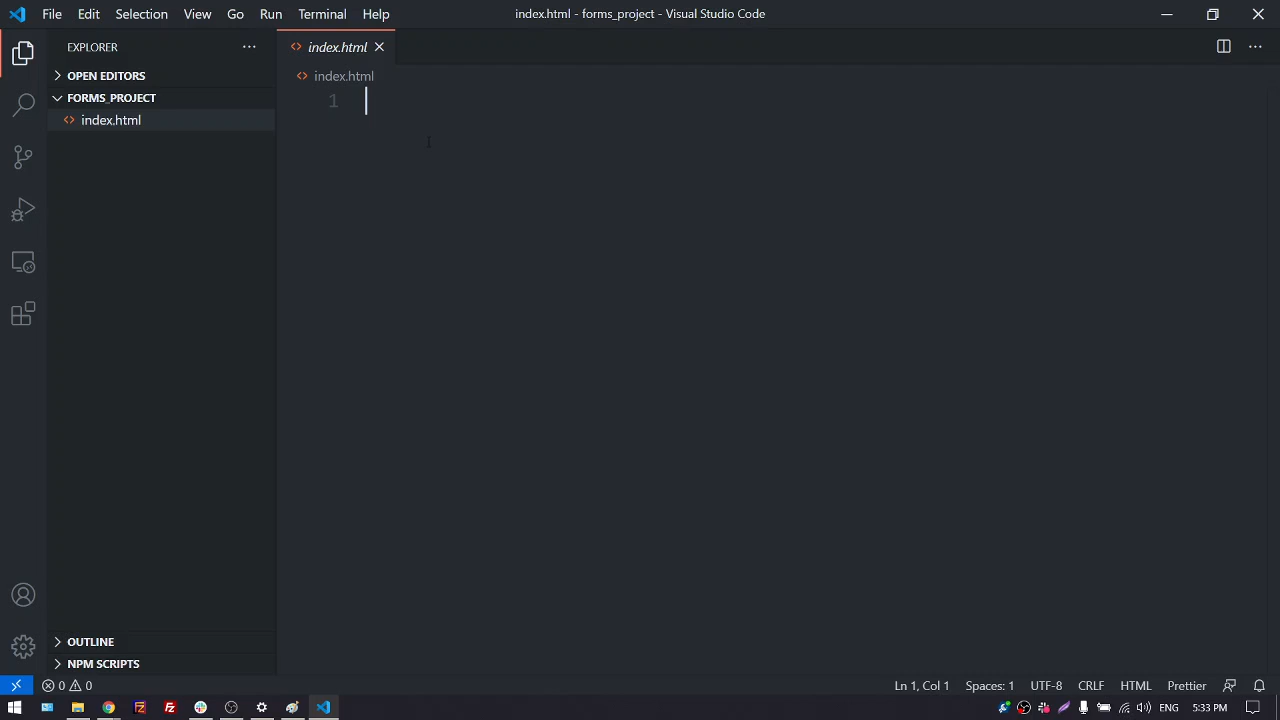 File Edit Selection View Go Run Terminal Help
index.html - forms_project - Visual Studio Code
EXPLORER
index.html
OPEN EDITORS
index.html
FORMS_PROJECT
1
index.html
OUTLINE
NPM SCRIPTS
0 0
Ln 1, Col 1 Spaces: 1 UTF-8 CRLF HTML Prettier
ENG 5:33 PM